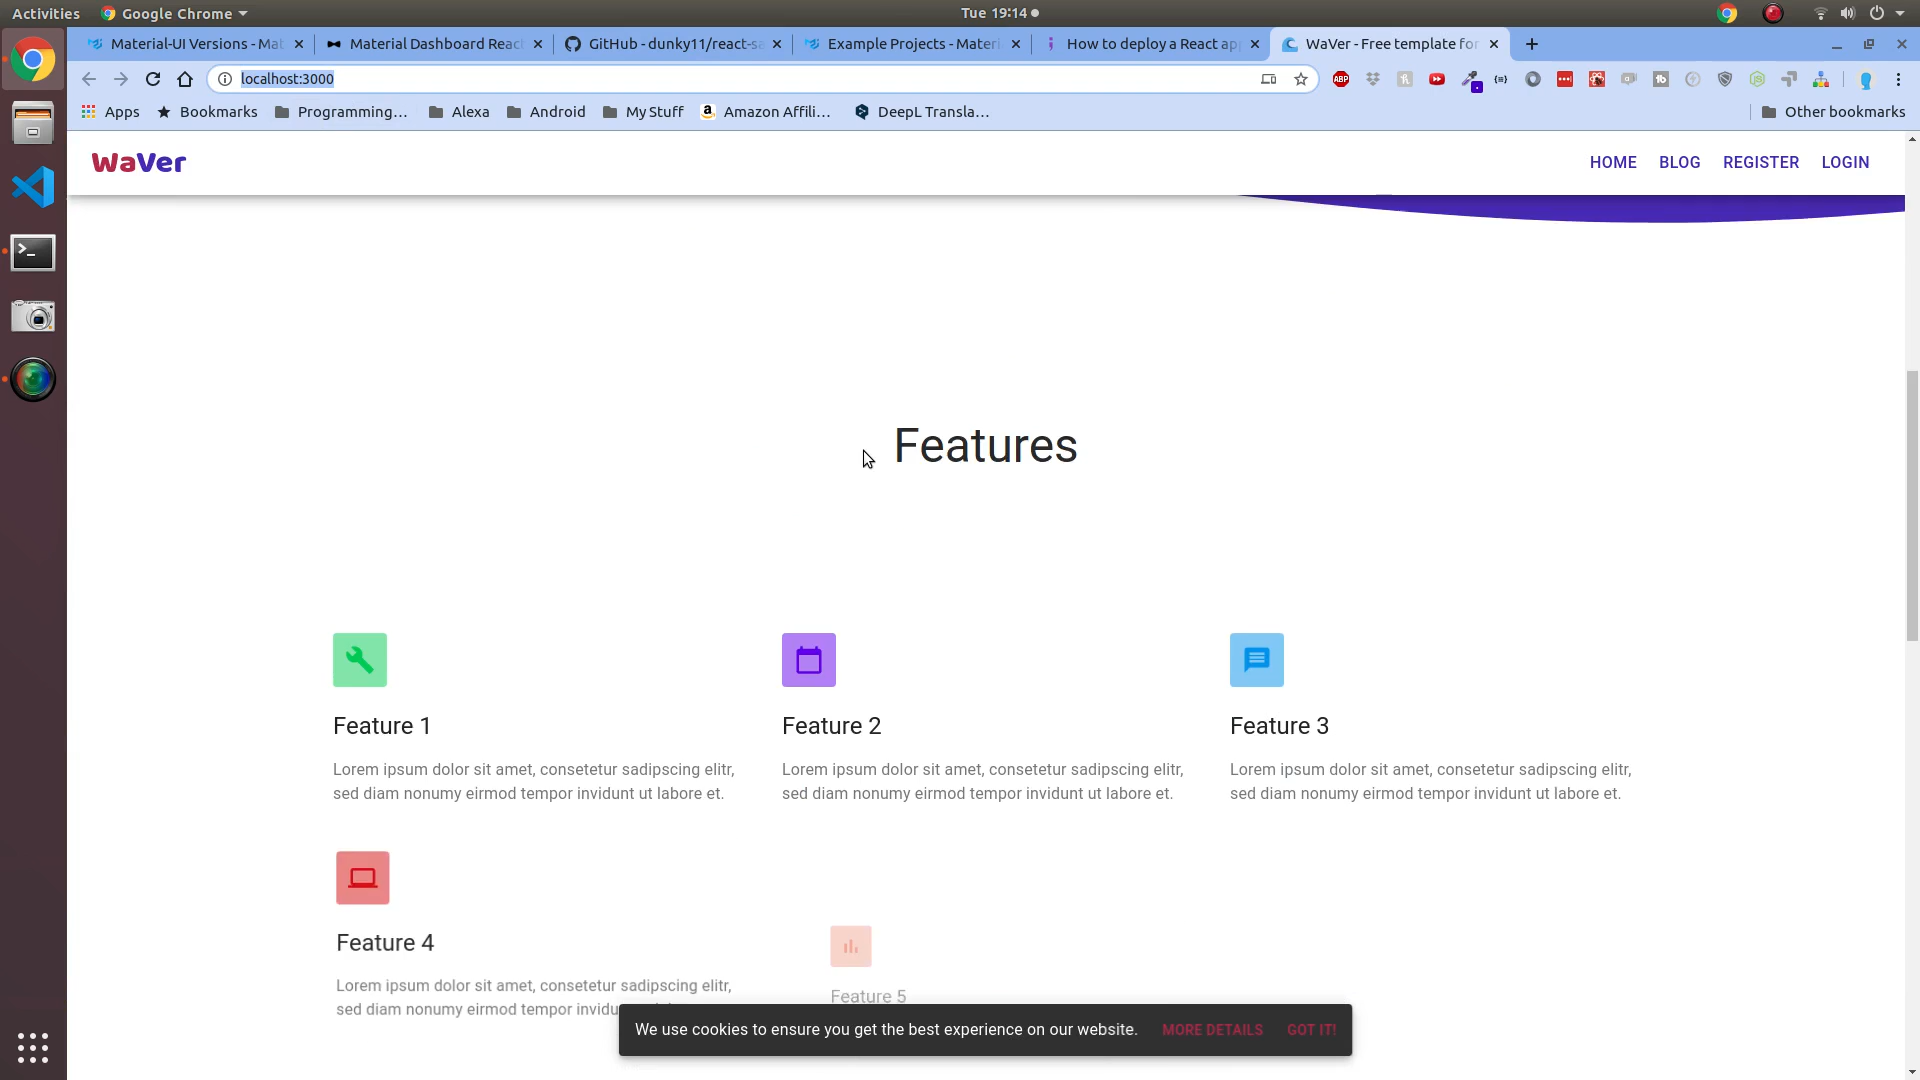 Activities Google Chrome Tue 19:14
Material-UI Versions - Mat Material Dashboard Reac GitHub - dunky11/react-sa Example Projects - Materi How to deploy a React ap WaVer - Free template for
localhost:3000 ABP
Apps Bookmarks Programming... Alexa Android My Stuff Amazon Affili... DeepL Transla... Other bookmarks
WaVer HOME BLOG REGISTER LOGIN
Features
Feature 1 Feature 2 Feature 3
Lorem ipsum dolor sit amet, consetetur sadipscing elitr, Lorem ipsum dolor sit amet, consetetur sadipscing elitr, Lorem ipsum dolor sit amet, consetetur sadipscing elitr,
sed diam nonumy eirmod tempor invidunt ut labore et. sed diam nonumy eirmod tempor invidunt ut labore et. sed diam nonumy eirmod tempor invidunt ut labore et.
Feature 4
Lorem ipsum dolor sit amet, consetetur sadipscing elitr,
Feature 5
sed diam nonumy eirmod tempor
We use cookies to ensure you get the best experience on our website. MORE DETAILS GOT IT!